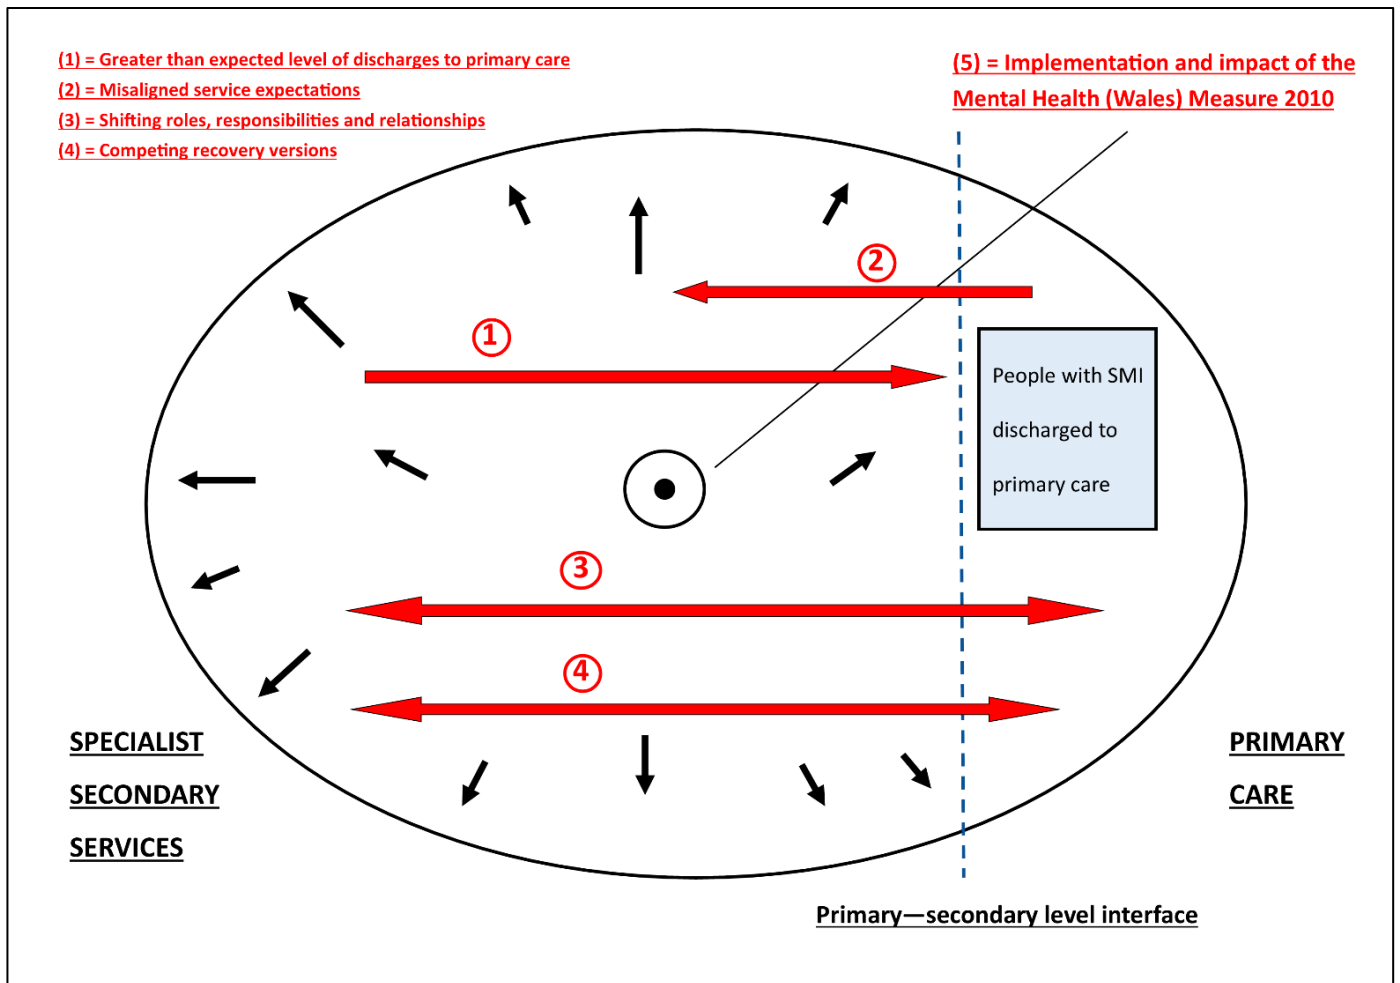 (1) = Greater than expected level of discharges to primary care
(2) = Misaligned service expectations
(3) = Shifting roles, responsibilities and relationships
(4) = Competing recovery versions
(5) = Implementation and impact of the
Mental Health (Wales) Measure 2010
2
1
People with SMI
discharged to
primary care
3
4
SPECIALIST
SECONDARY
SERVICES
PRIMARY
CARE
Primary—secondary level interface